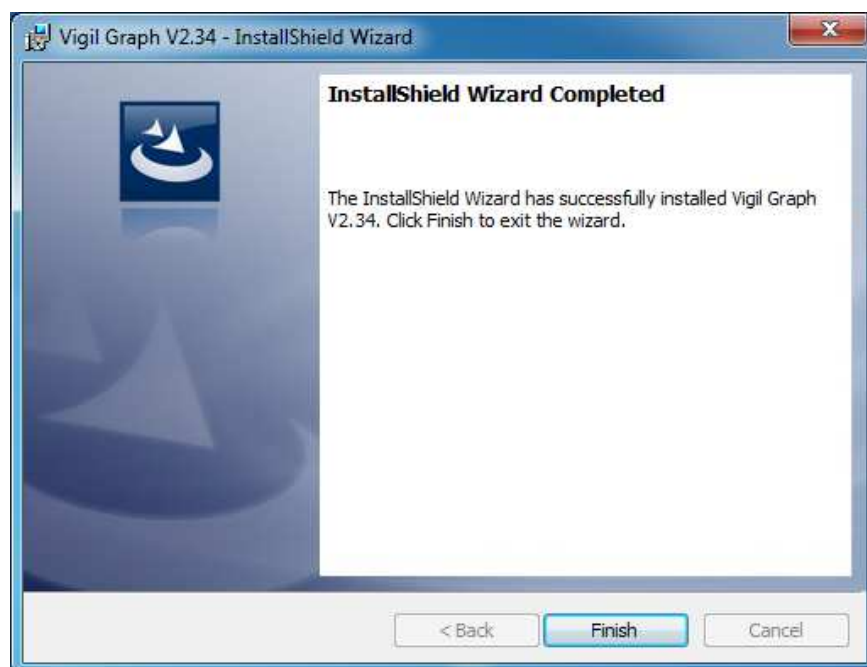 Vigil Graph V2.34 - InstallShield Wizard
InstallShield Wizard Completed
The InstallShield Wizard has successfully installed Vigil Graph
V2.34. Click Finish to exit the wizard.
< Back
Finish
Cancel